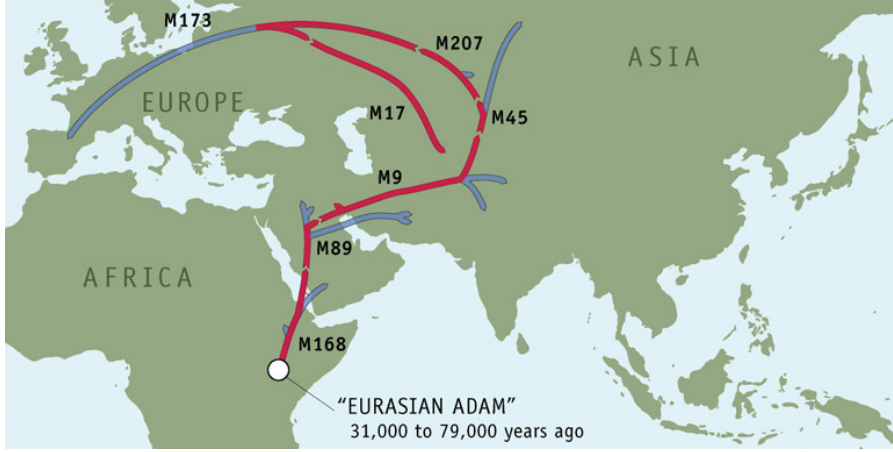 M173
M207
ASIA
EUROPE
M17
M45
M9
M89
AFRICA
M168
“EURASIAN ADAM”
31,000 to 79,000 years ago